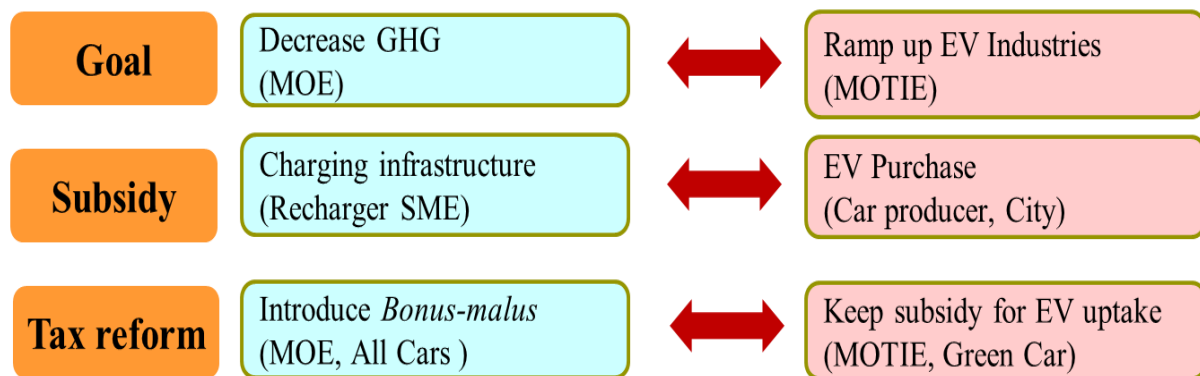 Goal
Decrease GHG
(MOE)
Ramp up EV Industries
(MOTIE)
Subsidy
Charging infrastructure
(Recharger SME)
EV Purchase
(Car producer, City)
Tax reform
Introduce Bonus-malus
(MOE, All Cars )
Keep subsidy for EV uptake
(MOTIE, Green Car)